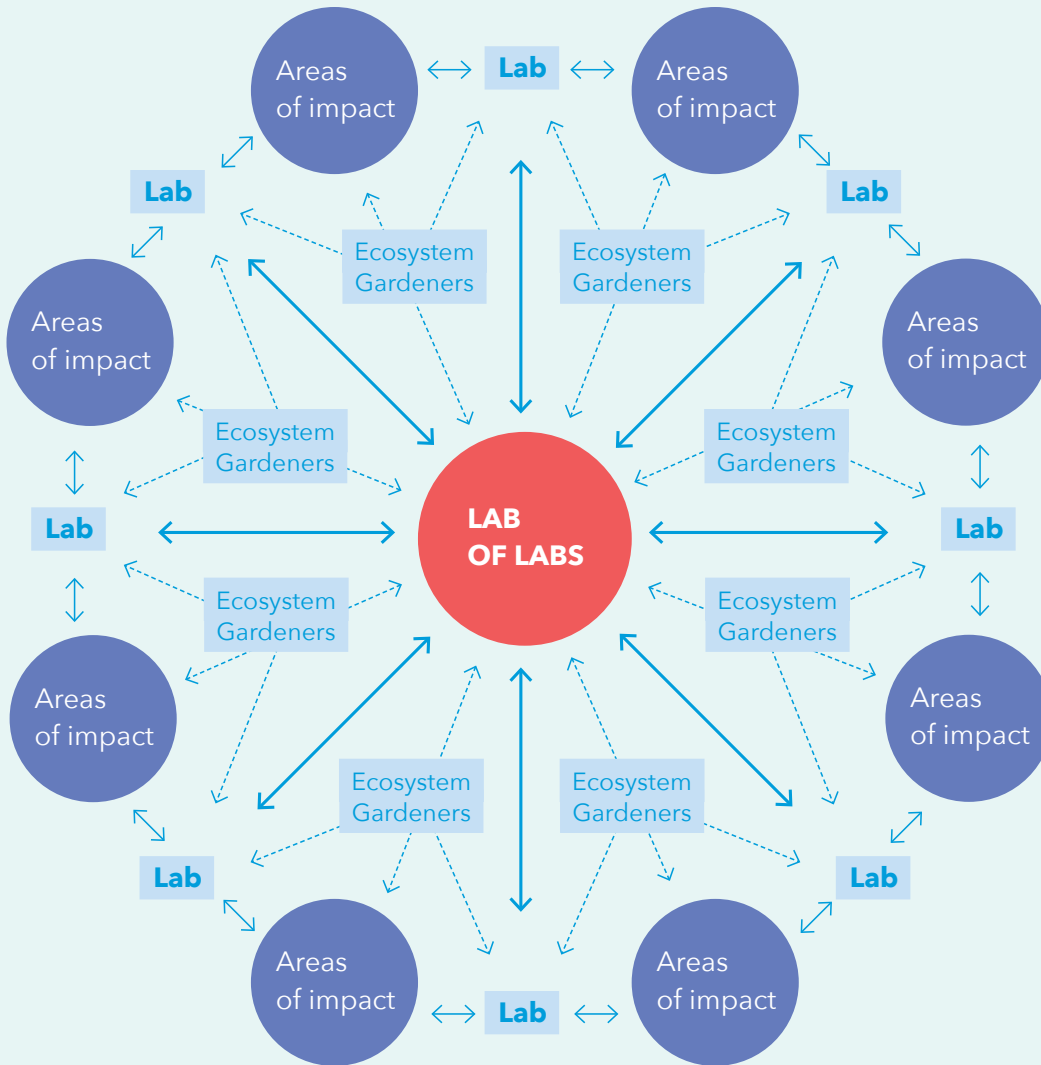 Areas
of impact
Lab
Areas
of impact
Lab
Lab
Ecosystem
Gardeners
Ecosystem
Gardeners
Areas
of impact
Areas
of impact
Ecosystem
Gardeners
Ecosystem
Gardeners
Lab
LAB
OF LABS
Lab
Ecosystem
Gardeners
Ecosystem
Gardeners
Areas
of impact
Areas
of impact
Ecosystem
Gardeners
Ecosystem
Gardeners
Lab
Lab
Areas
of impact
Lab
Areas
of impact